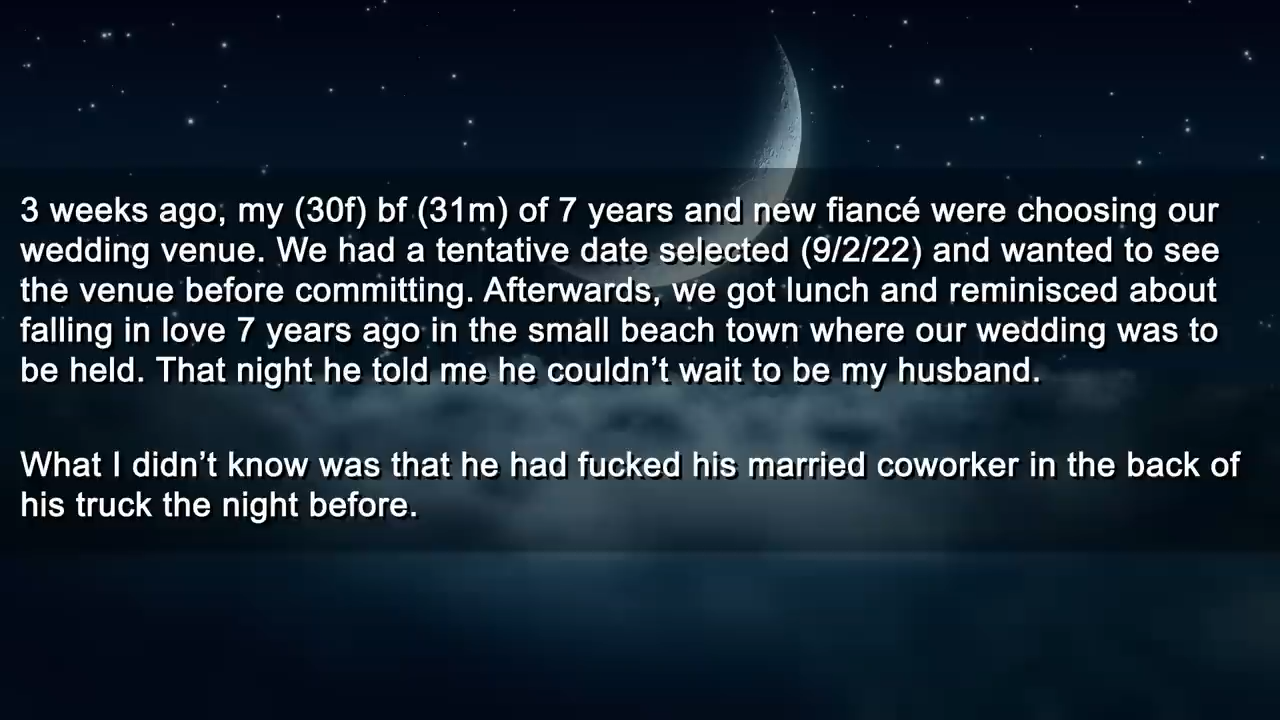 3 weeks ago, my (30f) bf (31m) of 7 years and new fiancé were choosing our
wedding venue. We had a tentative date selected (9/2/22) and wanted to see
the venue before committing. Afterwards, we got lunch and reminisced about
falling in love 7 years ago in the small beach town where our wedding was to
be held. That night he told me he couldn’t wait to be my husband.
What I didn’t know was that he had fucked his married coworker in the back of
his truck the night before.